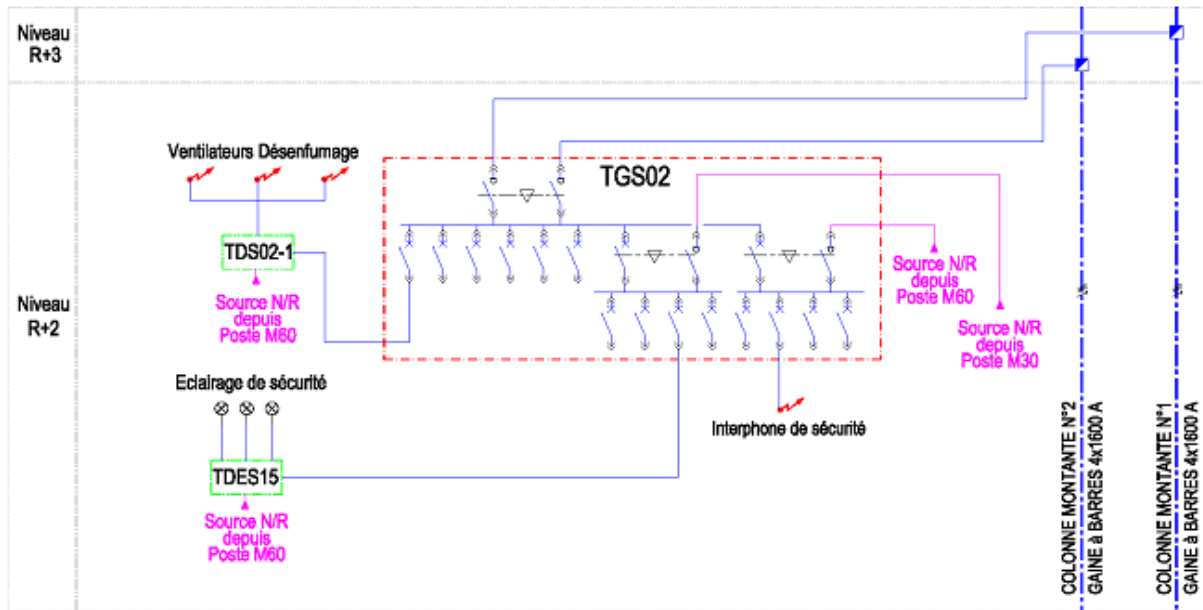 Niveau
R+3
Ventilateurs Désenfumage
TGS02
TDS02-1
Source N/R
depuis
Poste M60
Source N/R
depuis
Poste M60
Source N/R
depuis
Poste M30
Niveau
R+2
Eclairage de sécurité
Interphone de sécurité
TDES15
Source N/R
depuis
Poste M60
COLONNE MONTANTE N°2
GAINE à BARRES 4x1600 A
COLONNE MONTANTE N°1
GAINE à BARRES 4x1600 A